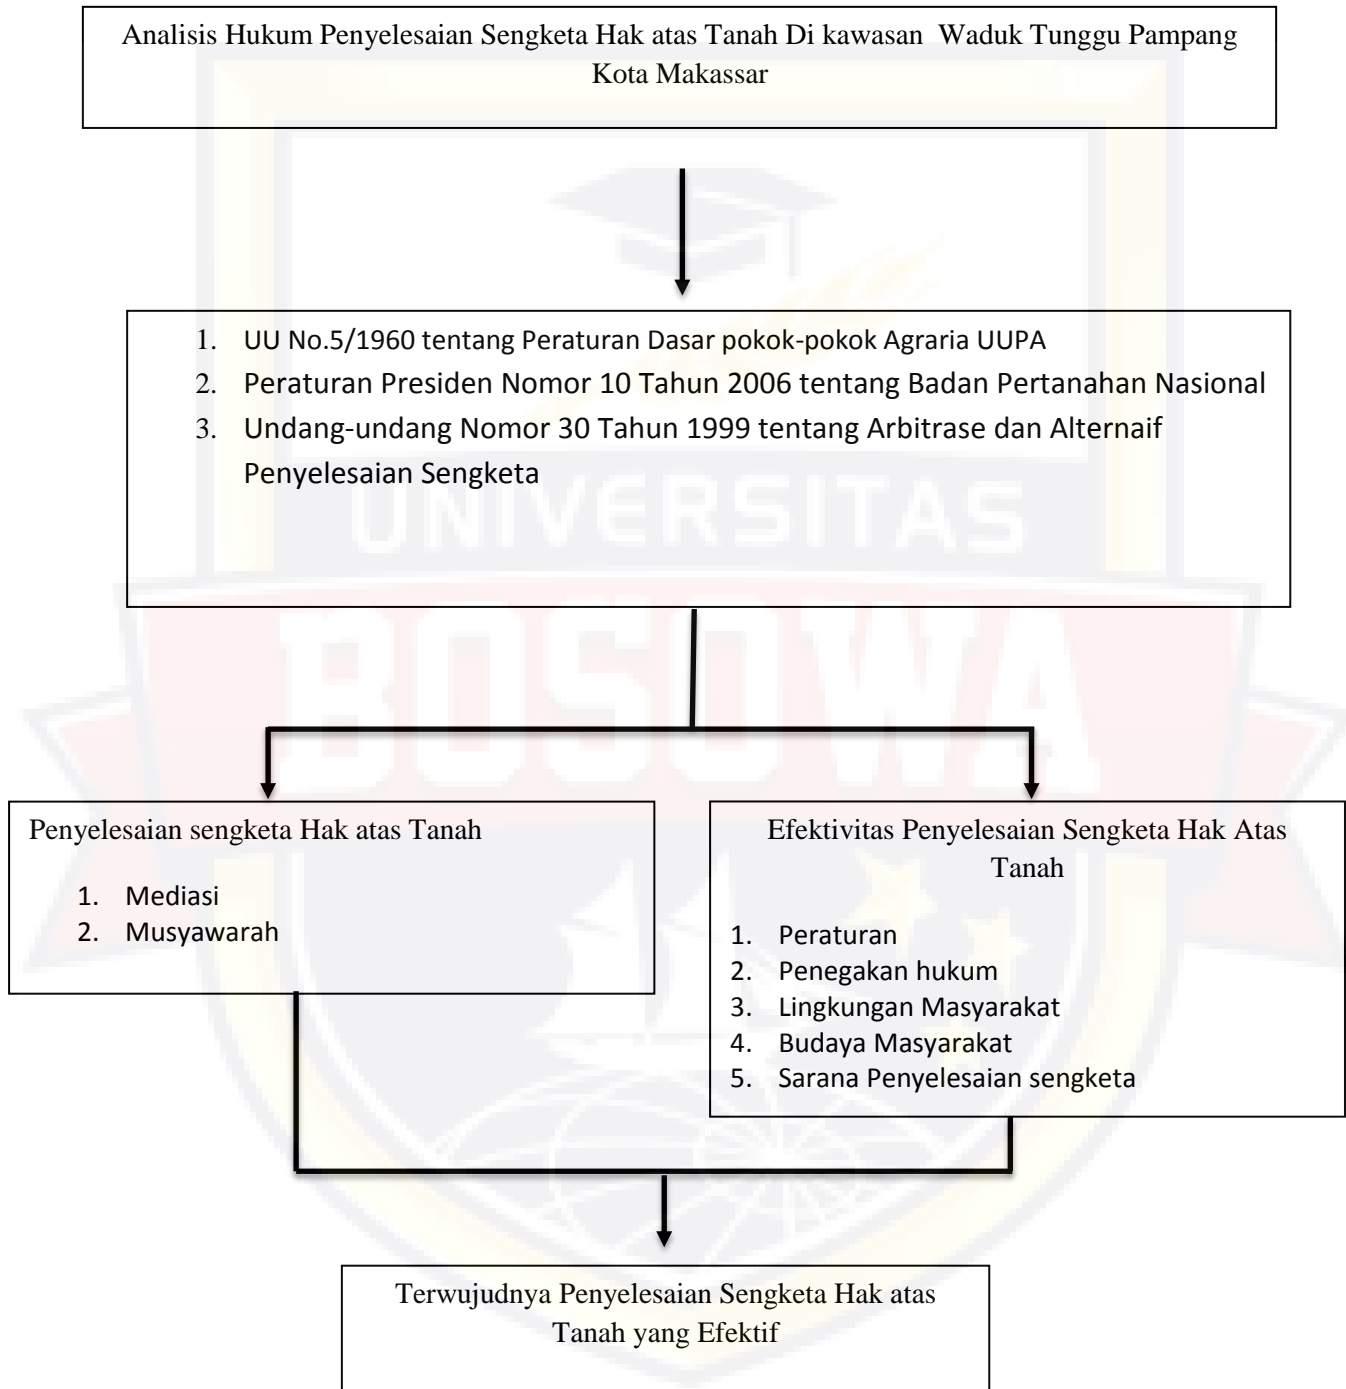 Analisis Hukum Penyelesaian Sengketa Hak atas Tanah Di kawasan  Waduk Tunggu Pampang
Kota Makassar
1. UU No.5/1960 tentang Peraturan Dasar pokok-pokok Agraria UUPA
2. Peraturan Presiden Nomor 10 Tahun 2006 tentang Badan Pertanahan Nasional
3. Undang-undang Nomor 30 Tahun 1999 tentang Arbitrase dan Alternaif
Penyelesaian Sengketa
UNIVERSITAS
BOSOWA
Penyelesaian sengketa Hak atas Tanah
1. Mediasi
2. Musyawarah
Efektivitas Penyelesaian Sengketa Hak Atas
Tanah
1. Peraturan
2. Penegakan hukum
3. Lingkungan Masyarakat
4. Budaya Masyarakat
5. Sarana Penyelesaian sengketa
Terwujudnya Penyelesaian Sengketa Hak atas
Tanah yang Efektif